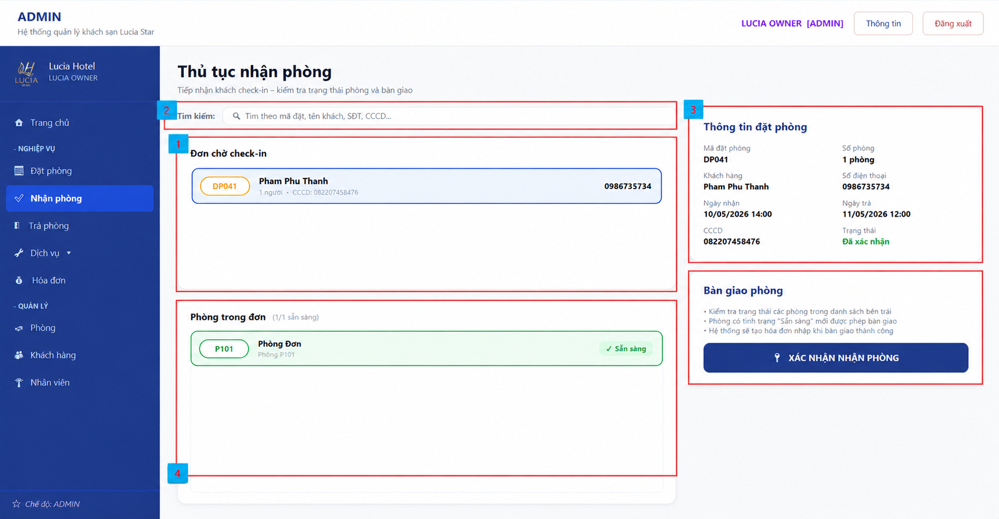 ADMIN
Hệ thống quản lý khách sạn Lucia Star
LUCIA OWNER [ADMIN]
Thông tin
Đăng xuất
LUCIA
Lucia Hotel
LUCIA OWNER
Trang chủ
- NGHIỆP VỤ
Đặt phòng
Nhận phòng
Trả phòng
Dịch vụ
Hóa đơn
- QUẢN LÝ
Phòng
Khách hàng
Nhân viên
Chế độ: ADMIN
Thủ tục nhận phòng
Tiếp nhận khách check-in – kiểm tra trạng thái phòng và bàn giao
2
Tìm kiếm:
Tìm theo mã đặt, tên khách, SĐT, CCCD...
1
Đơn chờ check-in
DP041
Pham Phu Thanh
1 người • CCCD: 082207458476
0986735734
Phòng trong đơn (1/1 sẵn sàng)
P101
Phòng Đơn
Phòng P101
✓ Sẵn sàng
4
3
Thông tin đặt phòng
Mã đặt phòng
DP041
Số phòng
1 phòng
Khách hàng
Pham Phu Thanh
Số điện thoại
0986735734
Ngày nhận
10/05/2026 14:00
Ngày trả
11/05/2026 12:00
CCCD
082207458476
Trạng thái
Đã xác nhận
Bàn giao phòng
• Kiểm tra trạng thái các phòng trong danh sách bên trái
• Phòng có tình trạng "Sẵn sàng" mới được phép bàn giao
• Hệ thống sẽ tạo hóa đơn nháp khi bàn giao thành công
XÁC NHẬN NHẬN PHÒNG